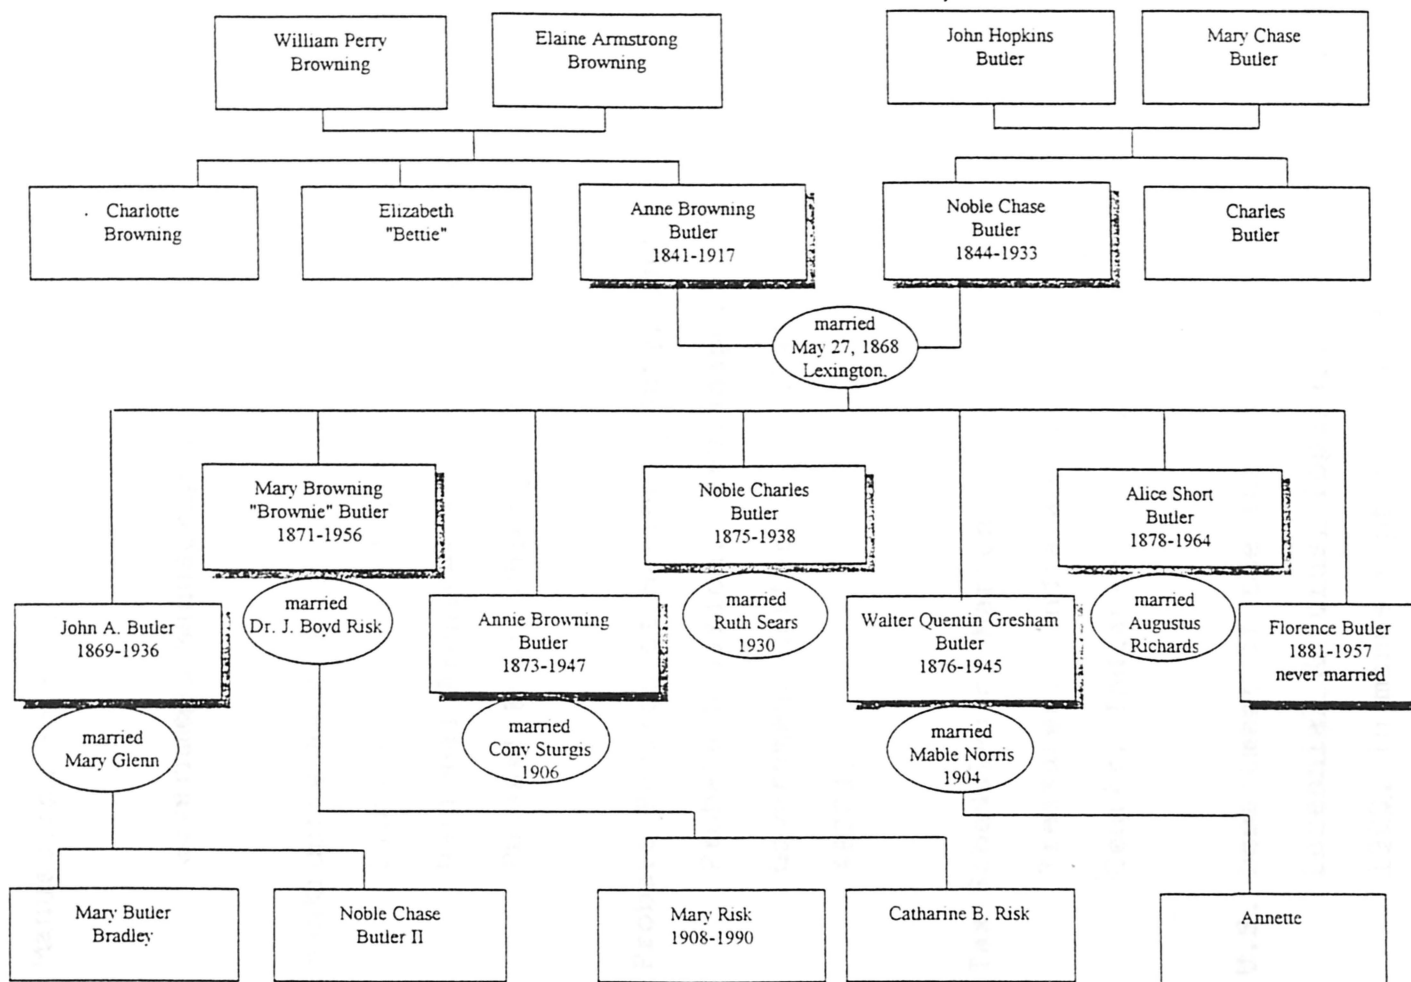 William Perry
Browning
Elaine Armstrong
Browning
John Hopkins
Butler
Mary Chase
Butler
Charlotte
Browning
Elizabeth
"Bettie"
Anne Browning
Butler
1841-1917
Noble Chase
Butler
1844-1933
Charles
Butler
married
May 27, 1868
Lexington.
Mary Browning
"Brownie" Butler
1871-1956
Noble Charles
Butler
1875-1938
Alice Short
Butler
1878-1964
married
Dr. J. Boyd Risk
married
Ruth Sears
1930
married
Augustus
Richards
John A. Butler
1869-1936
Annie Browning
Butler
1873-1947
Walter Quentin Gresham
Butler
1876-1945
Florence Butler
1881-1957
never married
married
Mary Glenn
married
Cony Sturgis
1906
married
Mable Norris
1904
Mary Butler
Bradley
Noble Chase
Butler II
Mary Risk
1908-1990
Catharine B. Risk
Annette